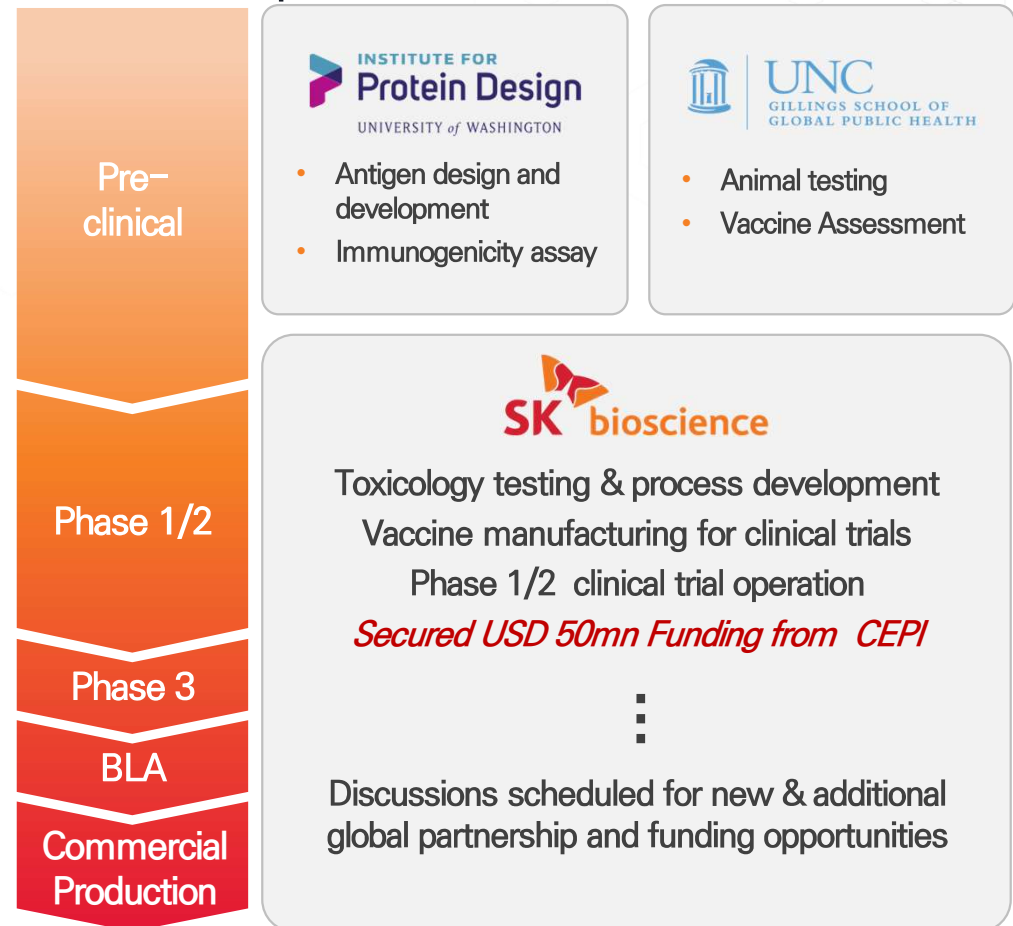 Pre-
clinical
INSTITUTE FOR
Protein Design
UNIVERSITY of WASHINGTON
• Antigen design and
development
• Immunogenicity assay
UNC
GILLINGS SCHOOL OF
GLOBAL PUBLIC HEALTH
• Animal testing
• Vaccine Assessment
Phase 1/2
Phase 3
BLA
Commercial
Production
SK bioscience
Toxicology testing & process development
Vaccine manufacturing for clinical trials
Phase 1/2 clinical trial operation
Secured USD 50mn Funding from CEPI
⋮
Discussions scheduled for new & additional
global partnership and funding opportunities